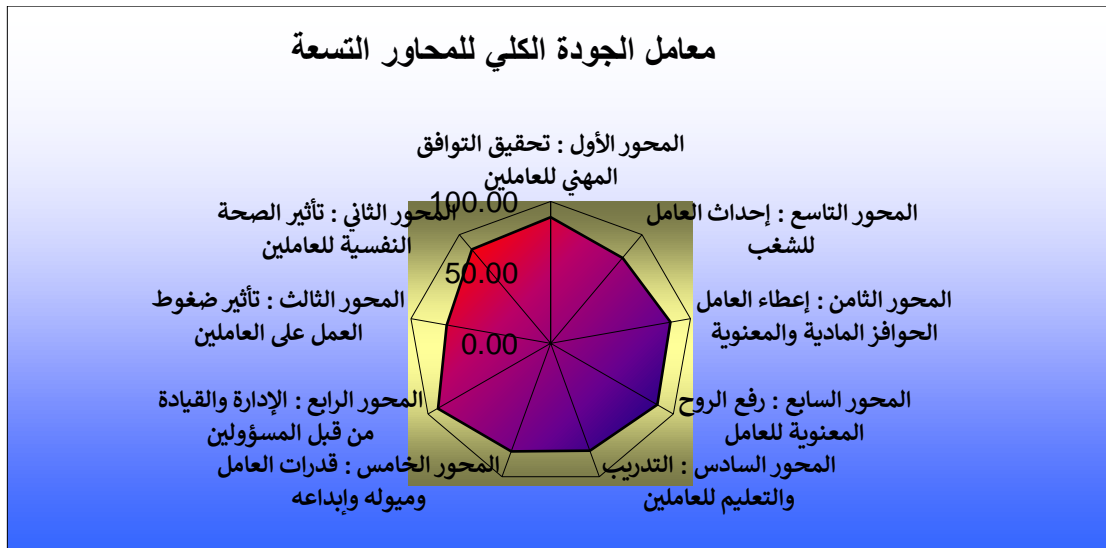 معامل الجودة الكلي للمحاور التسعة
المحور الأول : تحقيق التوافق
المهني للعاملين
100.00
المحور التاسع : إحداث العامل
للشغب
المحور الثاني : تأثير الصحة
النفسية للعاملين
50.00
المحور الثامن : إعطاء العامل
الحوافز المادية والمعنوية
المحور الثالث : تأثير ضغوط
العمل على العاملين
0.00
المحور السابع : رفع الروح
المعنوية للعامل
المحور الرابع : الإدارة والقيادة
من قبل المسؤولين
المحور السادس : التدريب
والتعليم للعاملين
المحور الخامس : قدرات العامل
وميوله وإبداعه